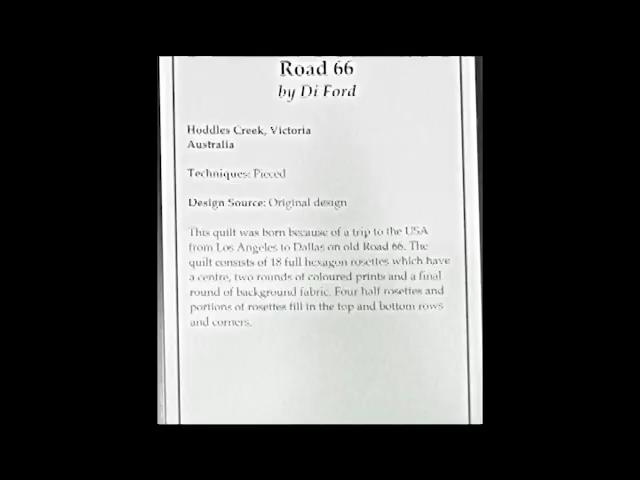 Road 66
by Di Ford
Hoddles Creek, Victoria
Australia
Techniques: Pieced
Design Source: Original design
This quilt was born because of a trip to the USA
from Los Angeles to Dallas on old Road 66. The
quilt consists of 18 full hexagon rosettes which have
a centre, two rounds of coloured prints and a final
round of background fabric. Four half rosettes and
portions of rosettes fill in the top and bottom rows
and corners.